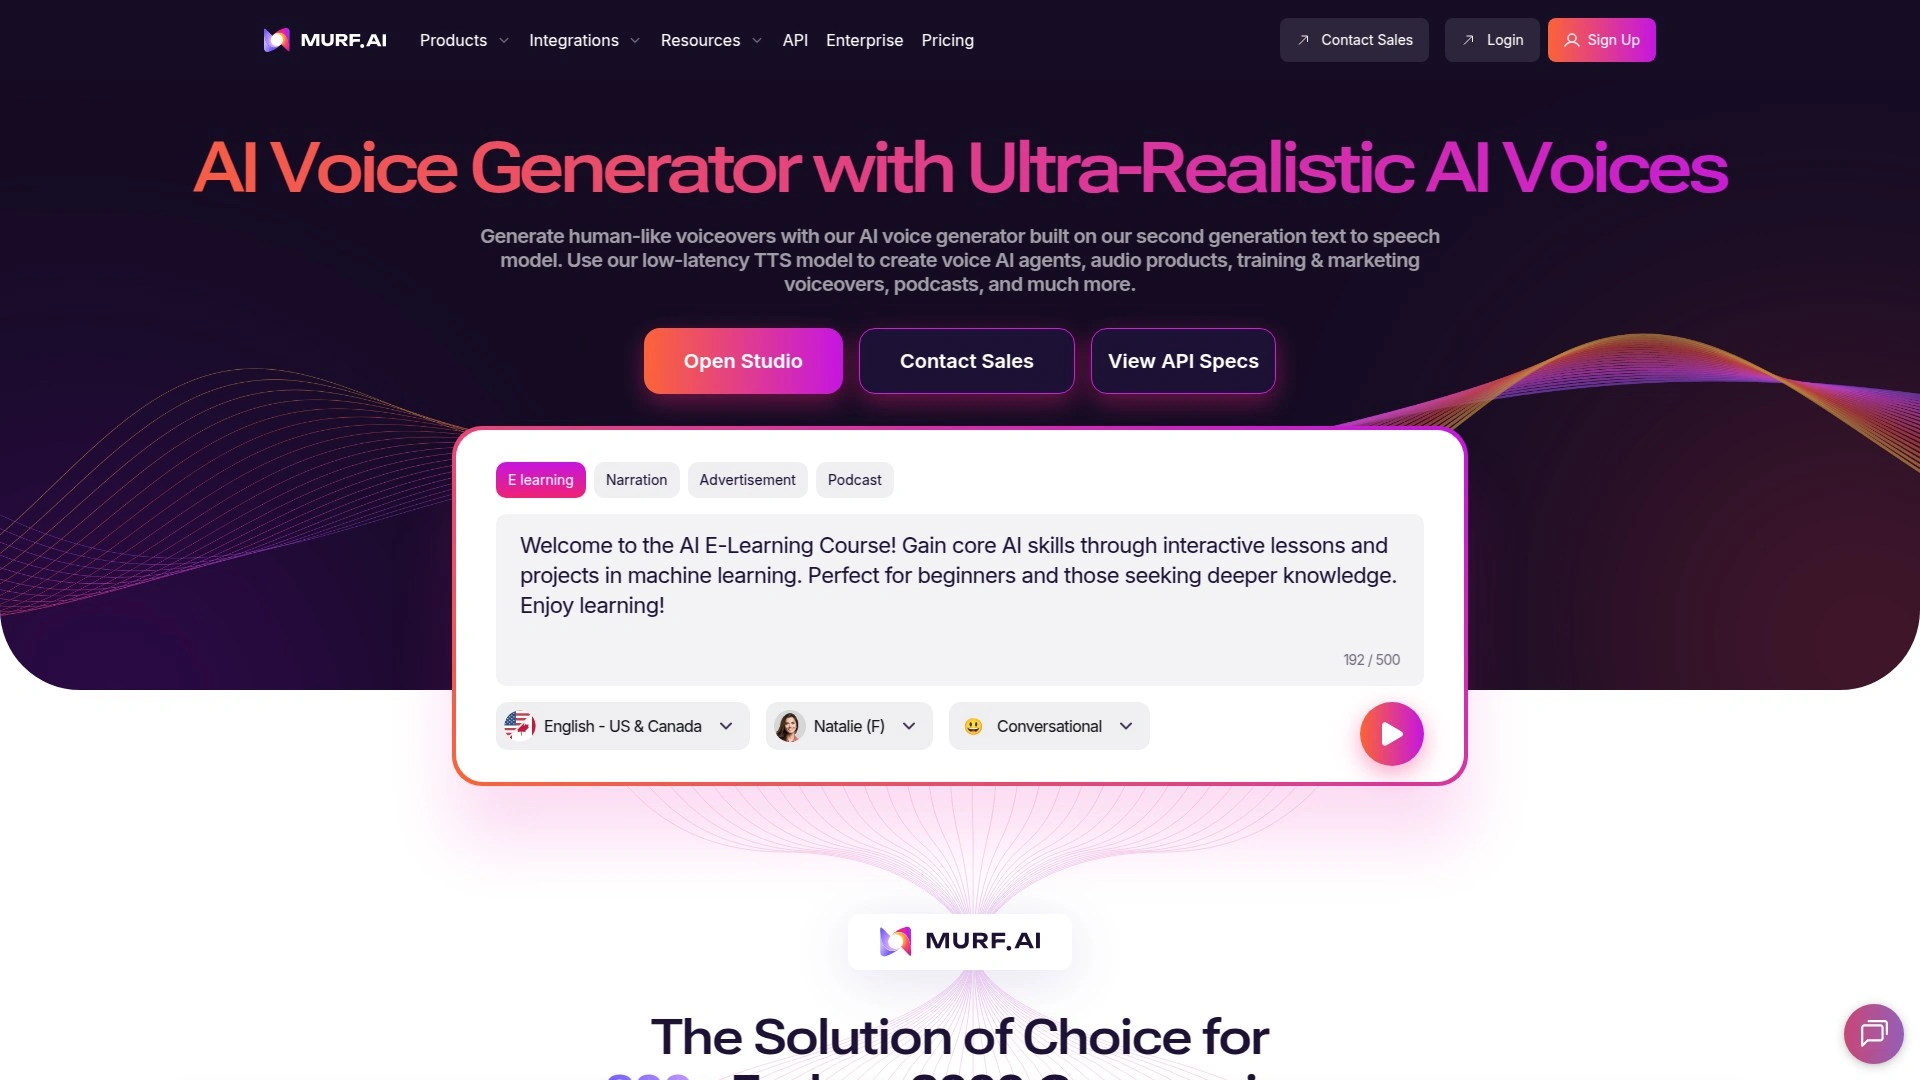 MURF.AI
Products
Integrations
Resources
API
Enterprise
Pricing
Contact Sales
Login
Sign Up
AI Voice Generator with Ultra-Realistic AI Voices
Generate human-like voiceovers with our AI voice generator built on our second generation text to speech
model. Use our low-latency TTS model to create voice AI agents, audio products, training & marketing
voiceovers, podcasts, and much more.
Open Studio
Contact Sales
View API Specs
E learning
Narration
Advertisement
Podcast
Welcome to the AI E-Learning Course! Gain core AI skills through interactive lessons and
projects in machine learning. Perfect for beginners and those seeking deeper knowledge.
Enjoy learning!
192 / 500
English - US & Canada
Natalie (F)
Conversational
MURF.AI
The Solution of Choice for